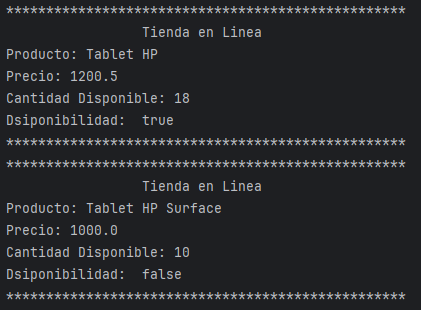 **************************************************
Tienda en Linea
Producto: Tablet HP
Precio: 1200.5
Cantidad Disponible: 18
Dsiponibilidad:  true
**************************************************
**************************************************
Tienda en Linea
Producto: Tablet HP Surface
Precio: 1000.0
Cantidad Disponible: 10
Dsiponibilidad:  false
**************************************************